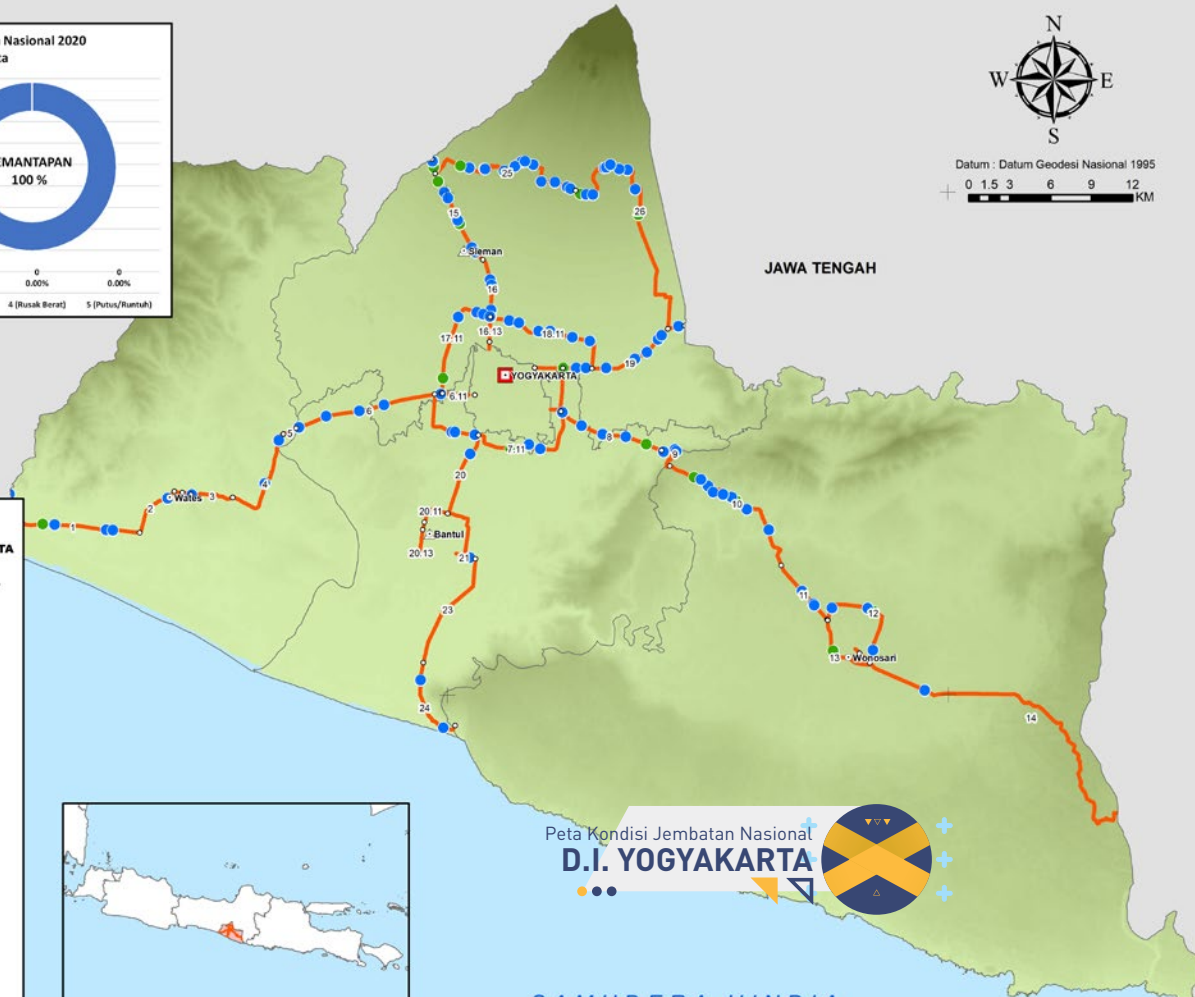 Nasional 2020
ta
EMANTAPAN
100 %
0
0.00%
0
0.00%
4 (Rusak Berat)
5 (Putus/Runtuh)
N
W
E
S
Datum : Datum Geodesi Nasional 1995
0 1.5 3 6 9 12
KM
JAWA TENGAH
25
15
26
Sleman
16
17.11
16.13
18.11
19
YOGYAKARTA
6.11
6
5
8
7.11
9
20
4
3
Wates
2
10
1
20.11
Bantul
TA
20.13
21
11
23
12
13
Wonosari
24
14
Peta Kondisi Jembatan Nasional
D.I. YOGYAKARTA